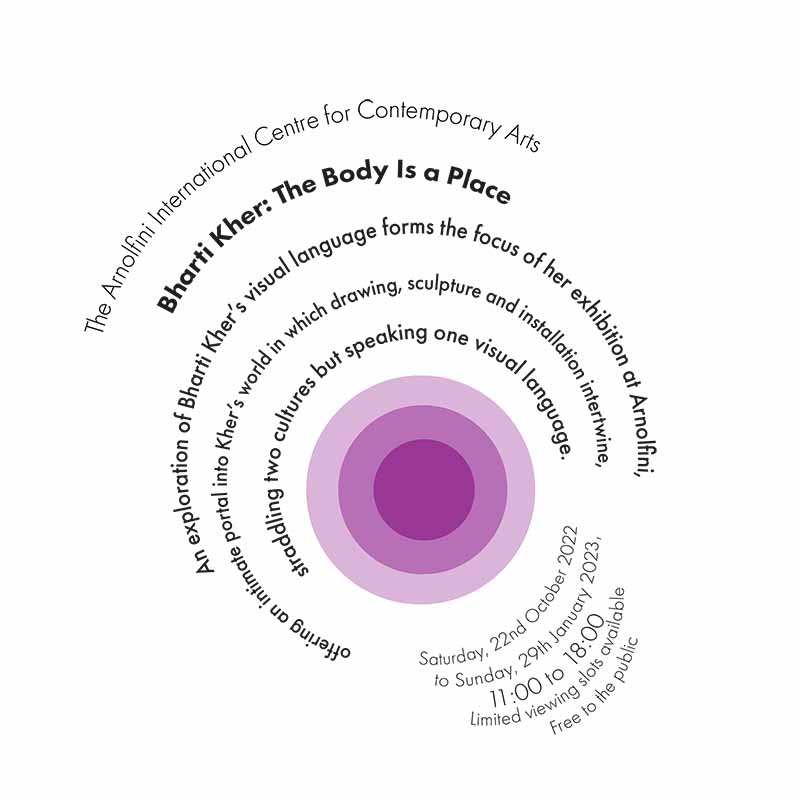 The Arnolfini International Centre for Contemporary Arts
Bharti Kher: The Body Is a Place
An exploration of Bharti Kher's visual language forms the focus of her exhibition at Arnolfini,
offering an intimate portal into Kher's world in which drawing, sculpture and installation intertwine,
straddling two cultures but speaking one visual language.
Saturday, 22nd October 2022
to Sunday, 29th January 2023,
11:00 to 18:00
Limited viewing slots available
Free to the public